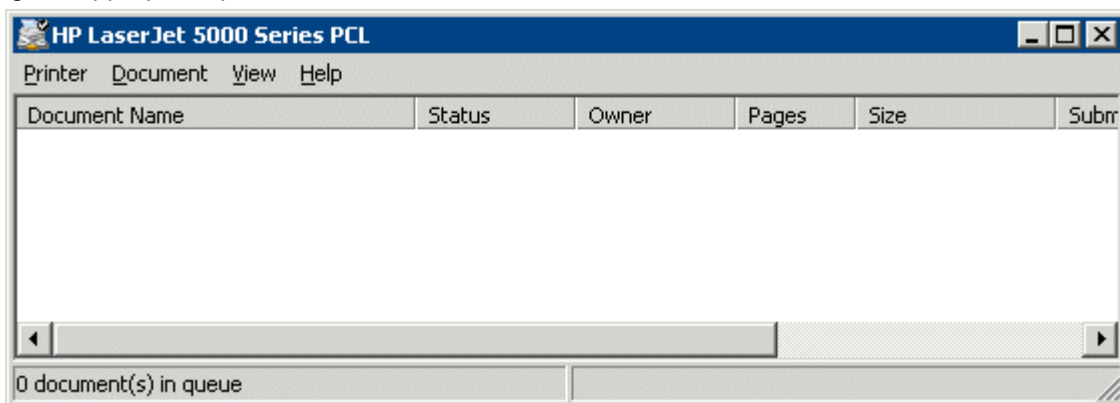 HP LaserJet 5000 Series PCL
Printer Document View Help
Document Name Status Owner Pages Size Subm
0 document(s) in queue